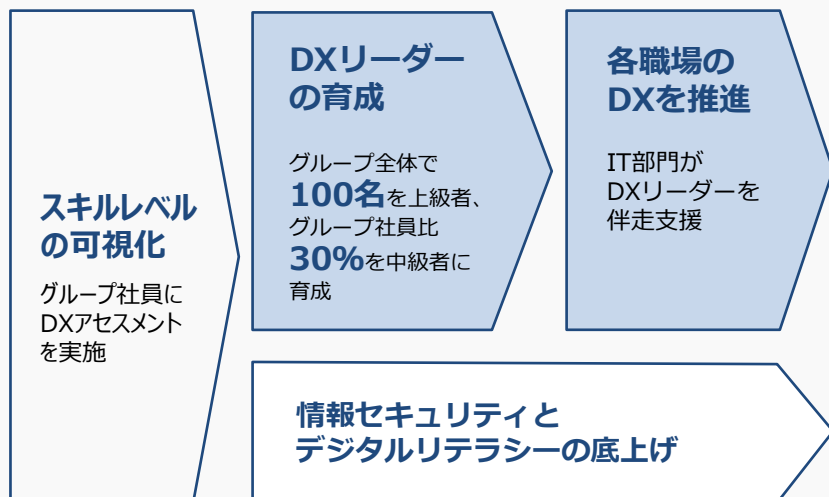 スキルレベル
の可視化
グループ社員に
DXアセスメント
を実施
DXリーダー
の育成
グループ全体で
100名を上級者、
グループ社員比
30%を中級者に
育成
各職場の
DXを推進
IT部門が
DXリーダーを
伴走支援
情報セキュリティと
デジタルリテラシーの底上げ